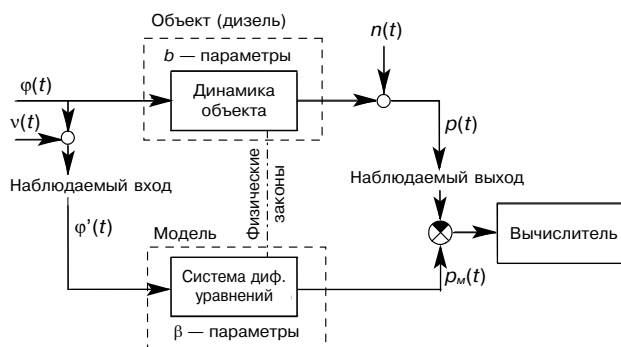 Объект (дизель)
b — параметры
n(t)
φ(t)
Динамика
объекта
ν(t)
p(t)
Наблюдаемый вход
Физические
законы
Наблюдаемый выход
φ’(t)
Модель
Вычислитель
Система диф.
уравнений
pм(t)
β — параметры